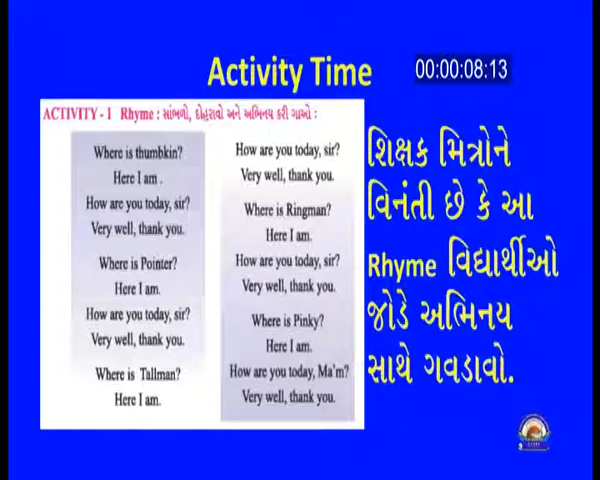 Activity Time
00:00:08:13
ACTIVITY - 1 Rhyme : સાંભળો, દોહરાવો અને અભિનય કરી ગાઓ :
Where is thumbkin?
Here I am .
How are you today, sir?
Very well, thank you.
Where is Pointer?
Here I am.
How are you today, sir?
Very well, thank you.
Where is Tallman?
Here I am.
How are you today, sir?
Very well, thank you.
Where is Ringman?
Here I am.
How are you today, sir?
Very well, thank you.
Where is Pinky?
Here I am.
How are you today, Ma'm?
Very well, thank you.
શિક્ષક મિત્રોને
વિનંતી છે કે આ
Rhyme વિદ્યાર્થીઓ
જોડે અભિનય
સાથે ગવડાવો.